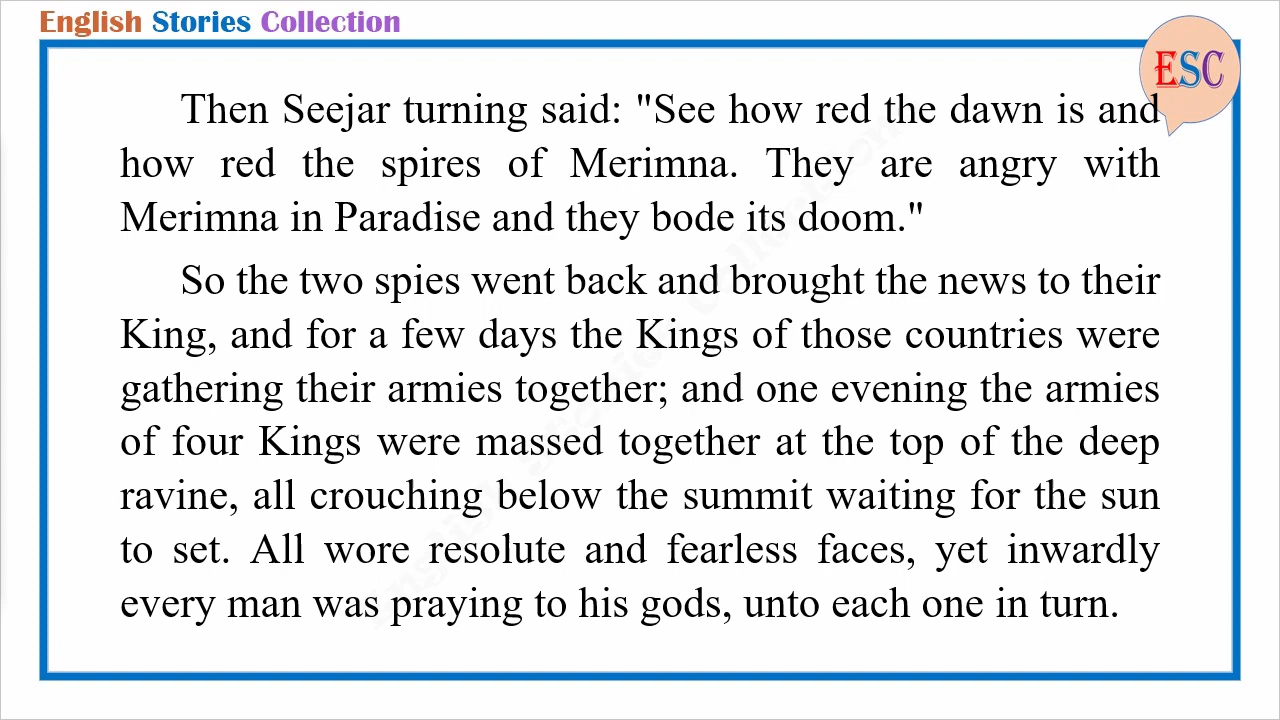 English Stories Collection
ESC
Then Seejar turning said: "See how red the dawn is and
how red the spires of Merimna. They are angry with
Merimna in Paradise and they bode its doom."
So the two spies went back and brought the news to their
King, and for a few days the Kings of those countries were
gathering their armies together; and one evening the armies
of four Kings were massed together at the top of the deep
ravine, all crouching below the summit waiting for the sun
to set. All wore resolute and fearless faces, yet inwardly
every man was praying to his gods, unto each one in turn.